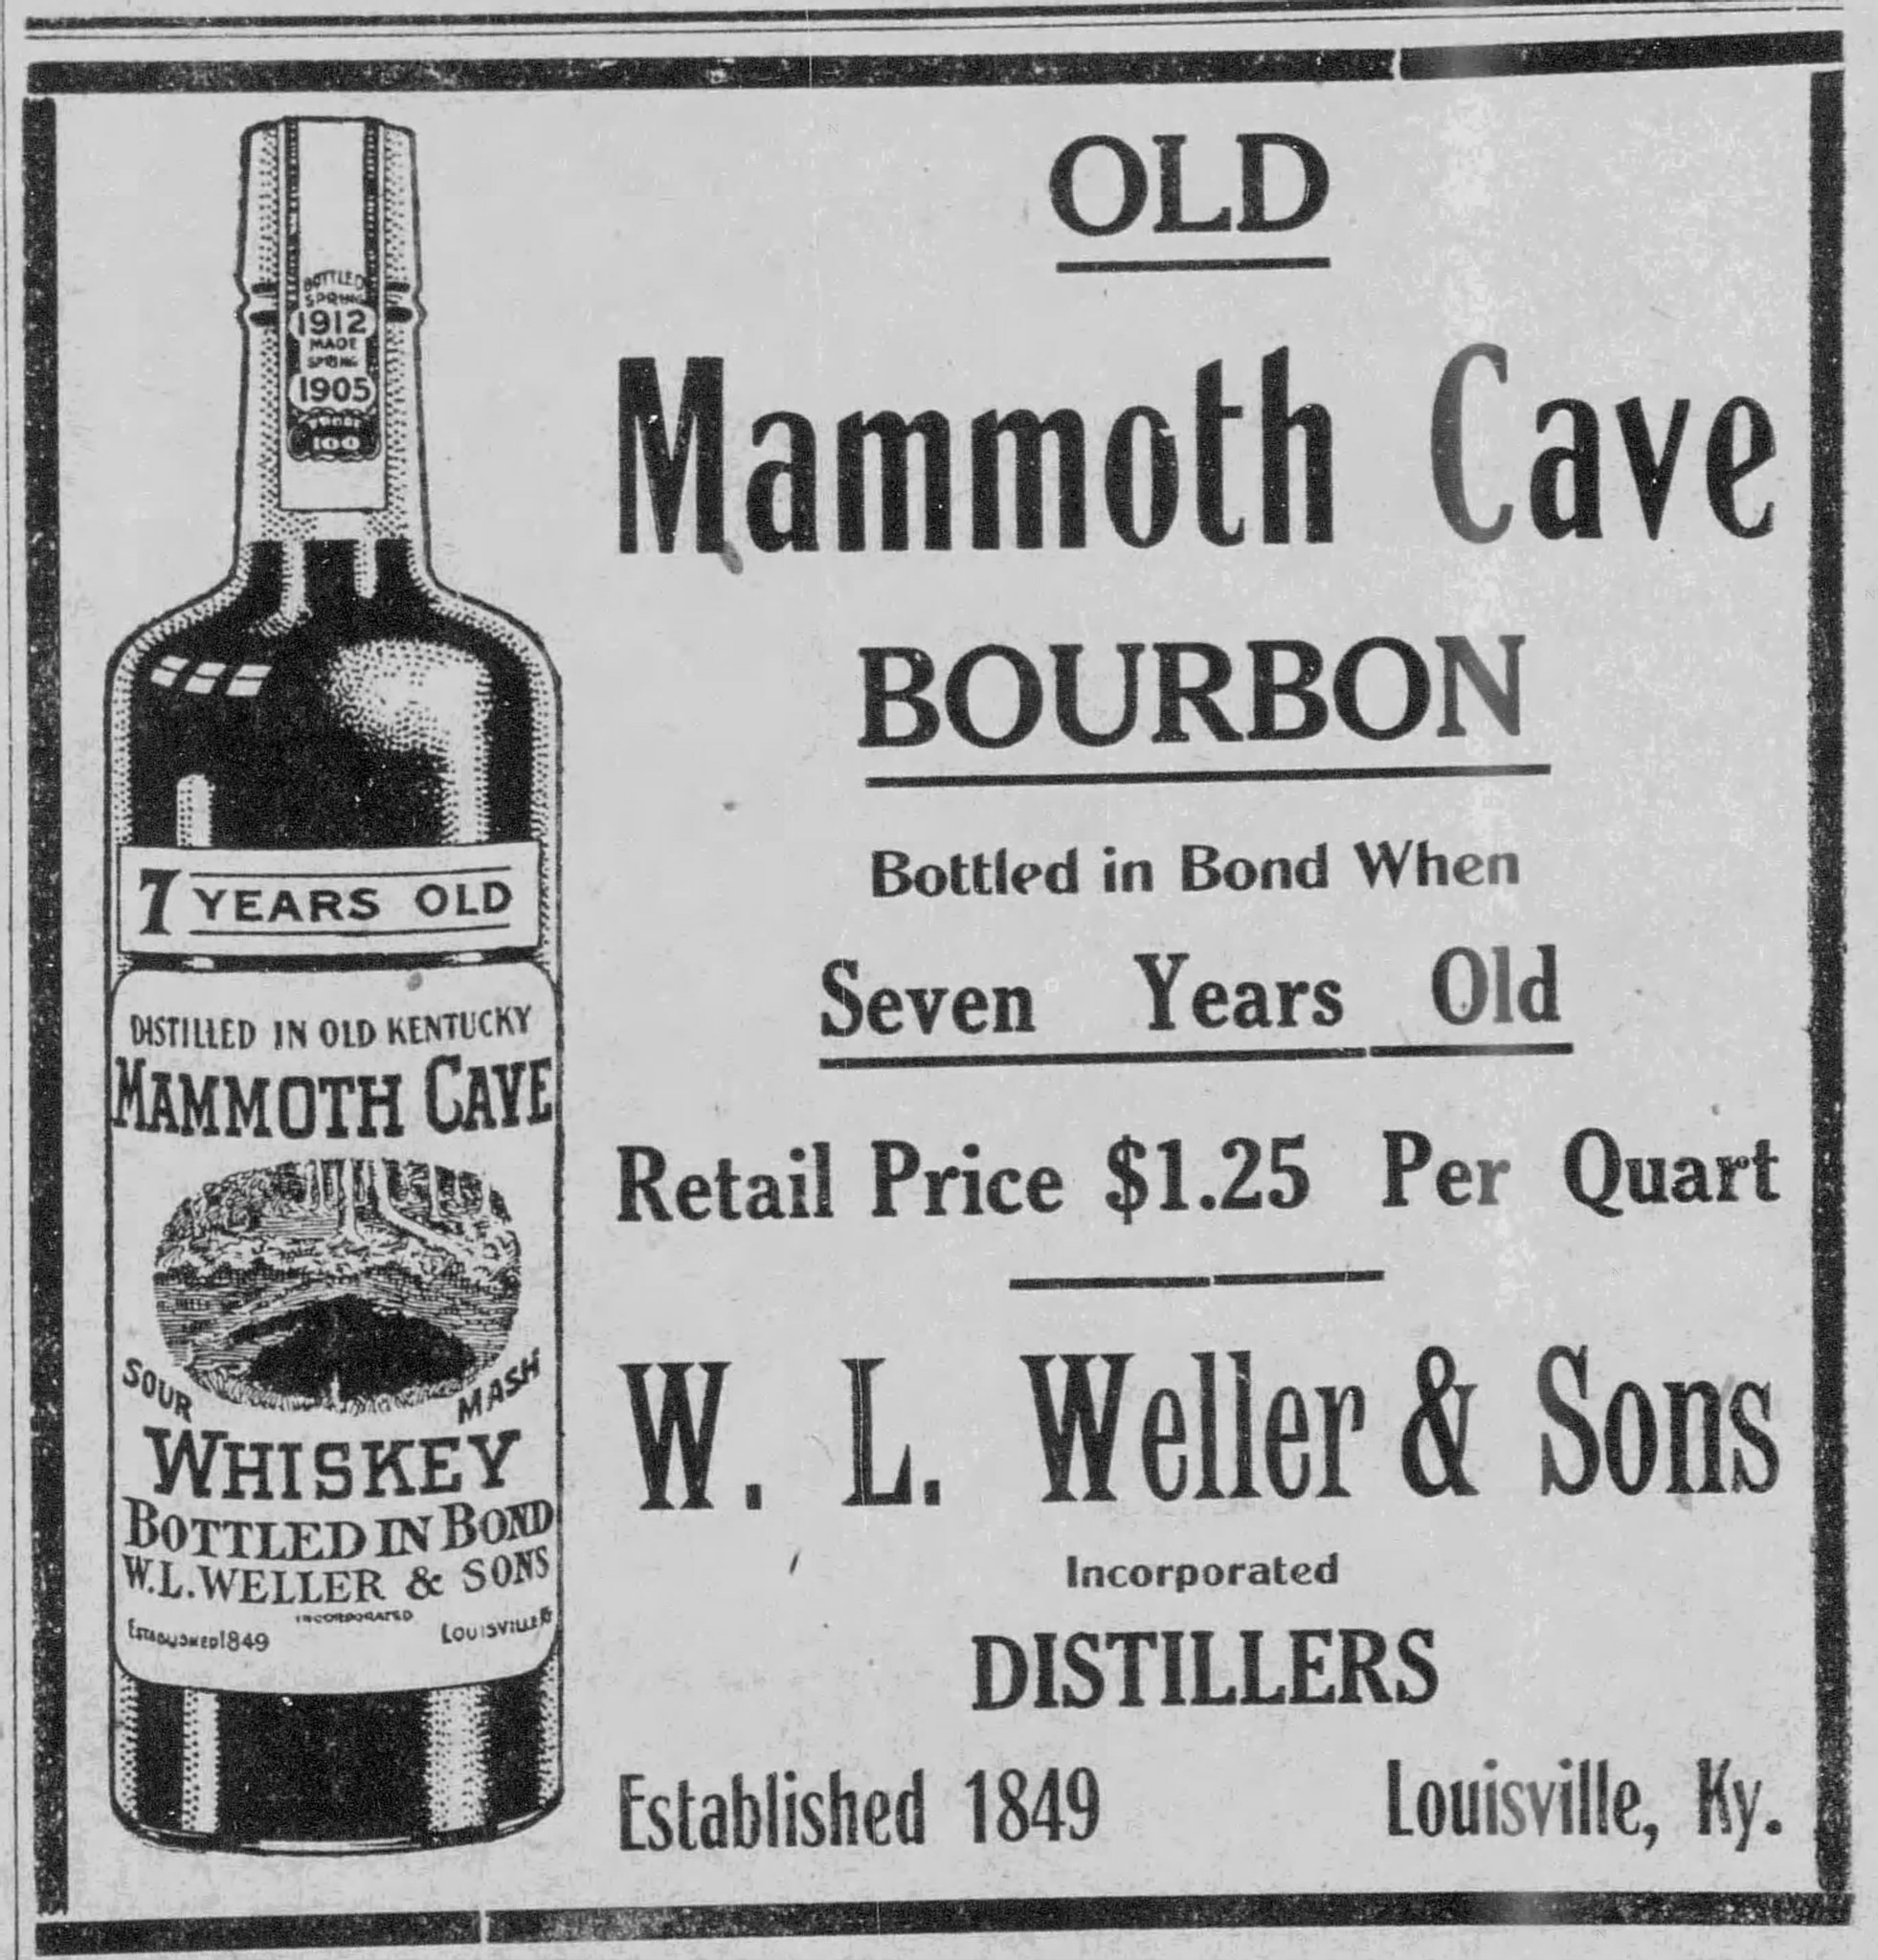 BOTTLED
SPRING
1912
MADE
SPRING
1905
PROOF
100
7 YEARS OLD
DISTILLED IN OLD KENTUCKY
MAMMOTH CAVE
SOUR MASH
WHISKEY
BOTTLED IN BOND
W.L. WELLER & SONS
INCORPORATED
ESTABLISHED 1849 LOUISVILLE KY
OLD
Mammoth Cave
BOURBON
Bottled in Bond When
Seven Years Old
Retail Price $1.25 Per Quart
W. L. Weller & Sons
Incorporated
DISTILLERS
Established 1849 Louisville, Ky.